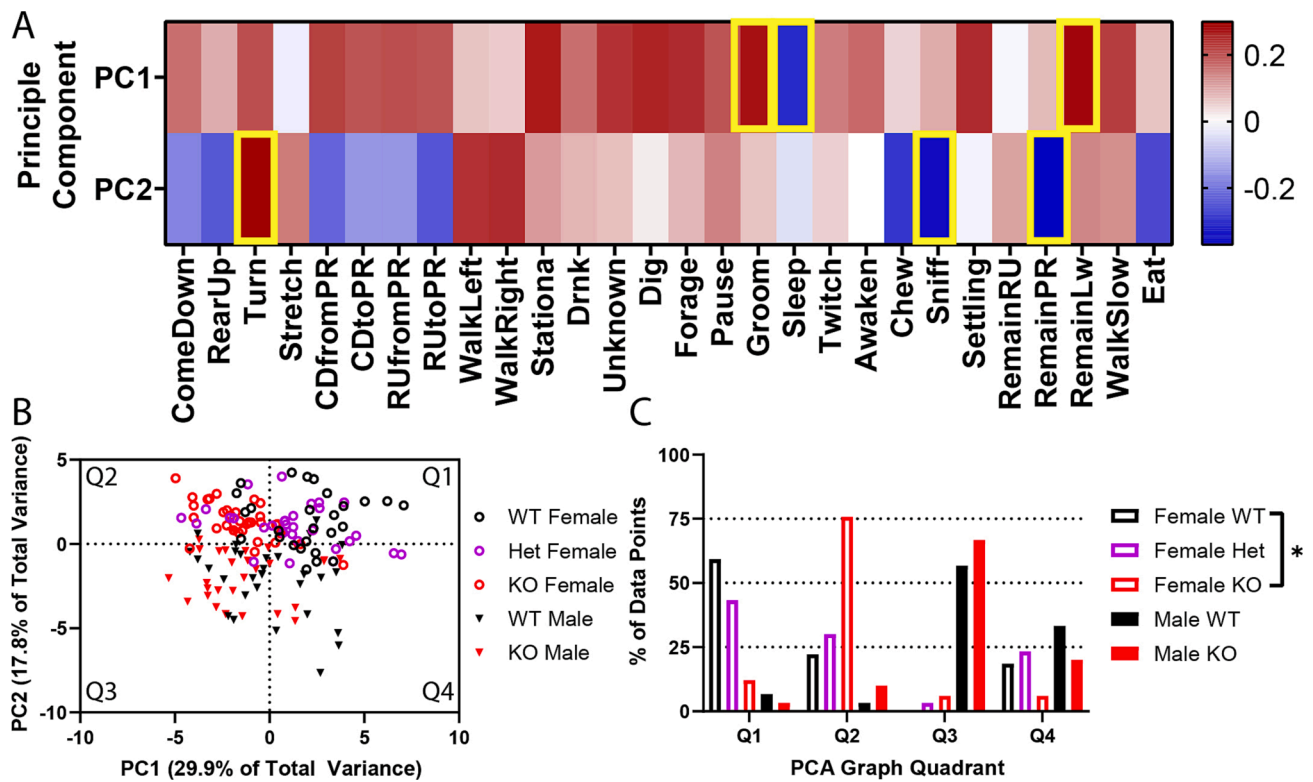 A
Principle
Component
PC1
PC2
0.2
0
-0.2
ComeDown
RearUp
Turn
Stretch
CDfromPR
CDtoPR
RUfromPR
RUtoPR
WalkLeft
WalkRight
Stationa
Drnk
Unknown
Dig
Forage
Pause
Groom
Sleep
Twitch
Awaken
Chew
Sniff
Settling
RemainRU
RemainPR
RemainLw
WalkSlow
Eat
B
PC2 (17.8% of Total Variance)
5
0
-5
-10
Q2
Q1
Q3
Q4
-10
-5
0
5
10
PC1 (29.9% of Total Variance)
WT Female
Het Female
KO Female
WT Male
KO Male
C
% of Data Points
100
75
50
25
0
Q1
Q2
Q3
Q4
PCA Graph Quadrant
Female WT
Female Het
Female KO
Male WT
Male KO
*